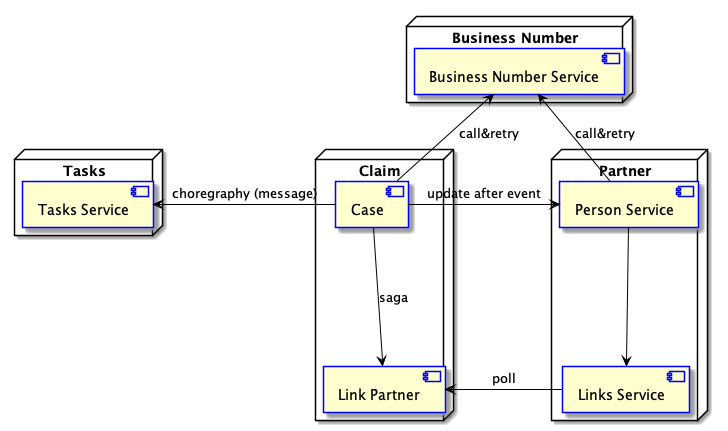 Business Number
Business Number Service
call&retry
call&retry
Tasks
Claim
Partner
Tasks Service
choregraphy (message)
Case
update after event
Person Service
saga
Link Partner
poll
Links Service